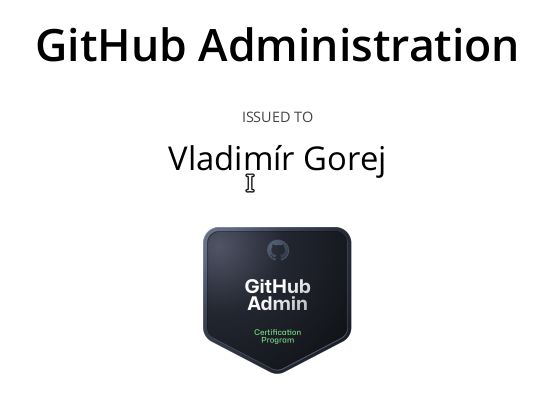 GitHub Administration
ISSUED TO
Vladimír Gorej
GitHub
Admin
Certification
Program